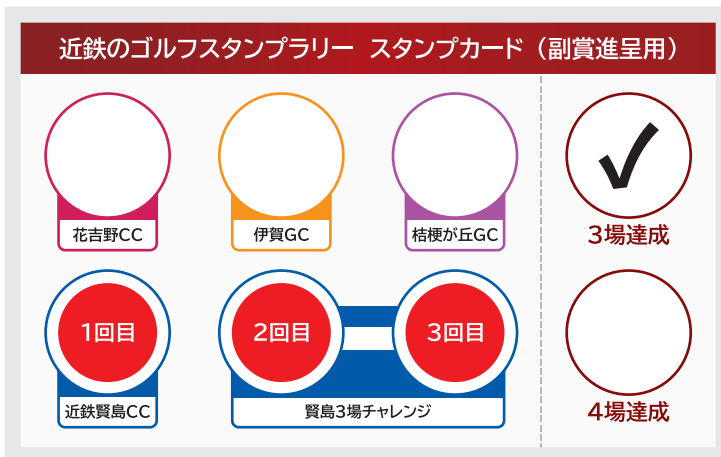 近鉄のゴルフスタンプラリー スタンプカード（副賞進呈用）
花吉野CC
伊賀GC
桔梗が丘GC
3場達成
1回目
2回目
3回目
近鉄賢島CC
賢島3場チャレンジ
4場達成